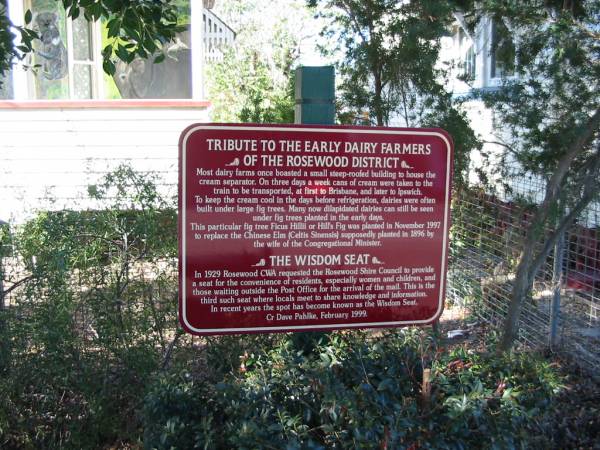 TRIBUTE TO THE EARLY DAIRY FARMERS
OF THE ROSEWOOD DISTRICT
Most dairy farms once boasted a small steep-roofed building to house the
cream separator. On three days a week cans of cream were taken to the
train to be transported, at first to Brisbane, and later to Ipswich.
To keep the cream cool in the days before refrigeration, dairies were often
built under large fig trees. Many now dilapidated dairies can still be seen
under fig trees planted in the early days.
This particular fig tree Ficus Hillii or Hill's Fig was planted in November 1997
to replace the Chinese Elm (Celtis Sinensis) supposedly planted in 1896 by
the wife of the Congregational Minister.
THE WISDOM SEAT
In 1929 Rosewood CWA requested the Rosewood Shire Council to provide
a seat for the convenience of residents, especially women and children, and
those waiting outside the Post Office for the arrival of the mail. This is the
third such seat where locals meet to share knowledge and information.
In recent years the spot has become known as the Wisdom Seat.
Cr Dave Pahlke, February 1999.